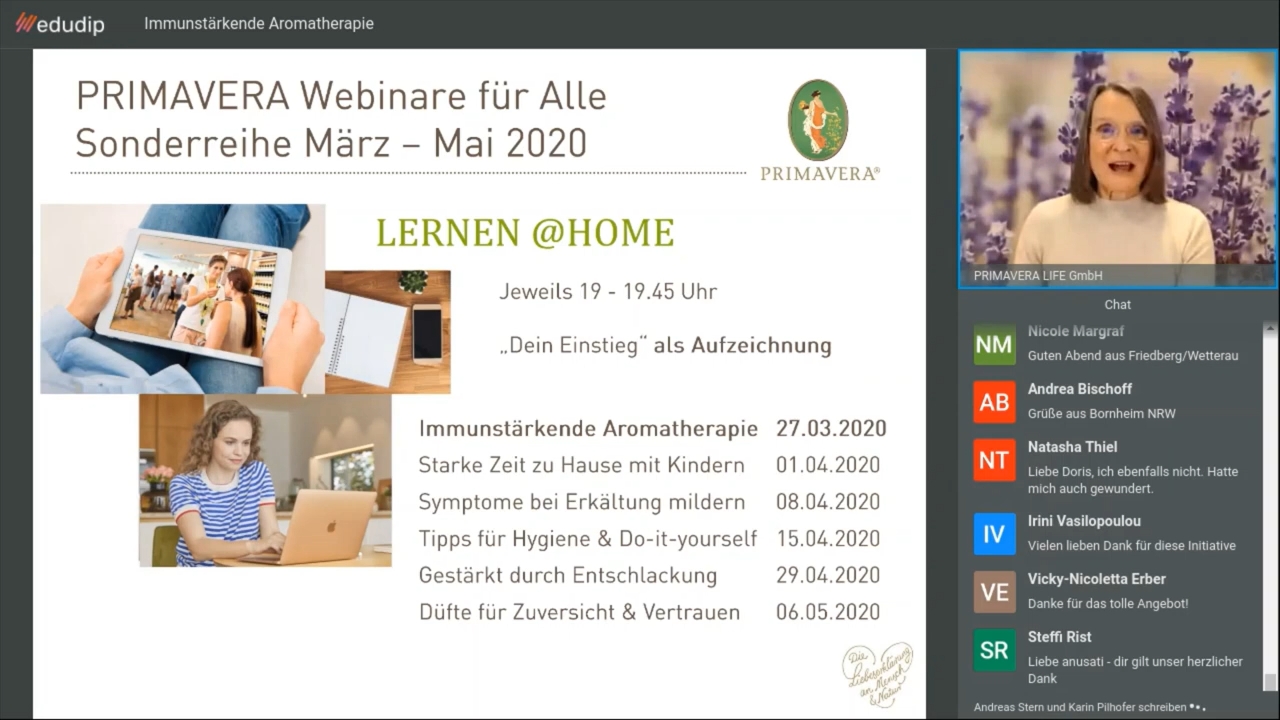 edudip
Immunstärkende Aromatherapie
PRIMAVERA Webinare für Alle
Sonderreihe März – Mai 2020
PRIMAVERA®
LERNEN @HOME
Jeweils 19 - 19.45 Uhr
„Dein Einstieg“ als Aufzeichnung
Immunstärkende Aromatherapie 27.03.2020
Starke Zeit zu Hause mit Kindern 01.04.2020
Symptome bei Erkältung mildern 08.04.2020
Tipps für Hygiene & Do-it-yourself 15.04.2020
Gestärkt durch Entschlackung 29.04.2020
Düfte für Zuversicht & Vertrauen 06.05.2020
Die
Liebeserklärung
an Mensch
& Natur
PRIMAVERA LIFE GmbH
Chat
NM
Nicole Margraf
Guten Abend aus Friedberg/Wetterau
AB
Andrea Bischoff
Grüße aus Bornheim NRW
NT
Natasha Thiel
Liebe Doris, ich ebenfalls nicht. Hatte
mich auch gewundert.
IV
Irini Vasilopoulou
Vielen lieben Dank für diese Initiative
VE
Vicky-Nicoletta Erber
Danke für das tolle Angebot!
SR
Steffi Rist
Liebe anusati - dir gilt unser herzlicher
Dank
Andreas Stern und Karin Pilhofer schreiben